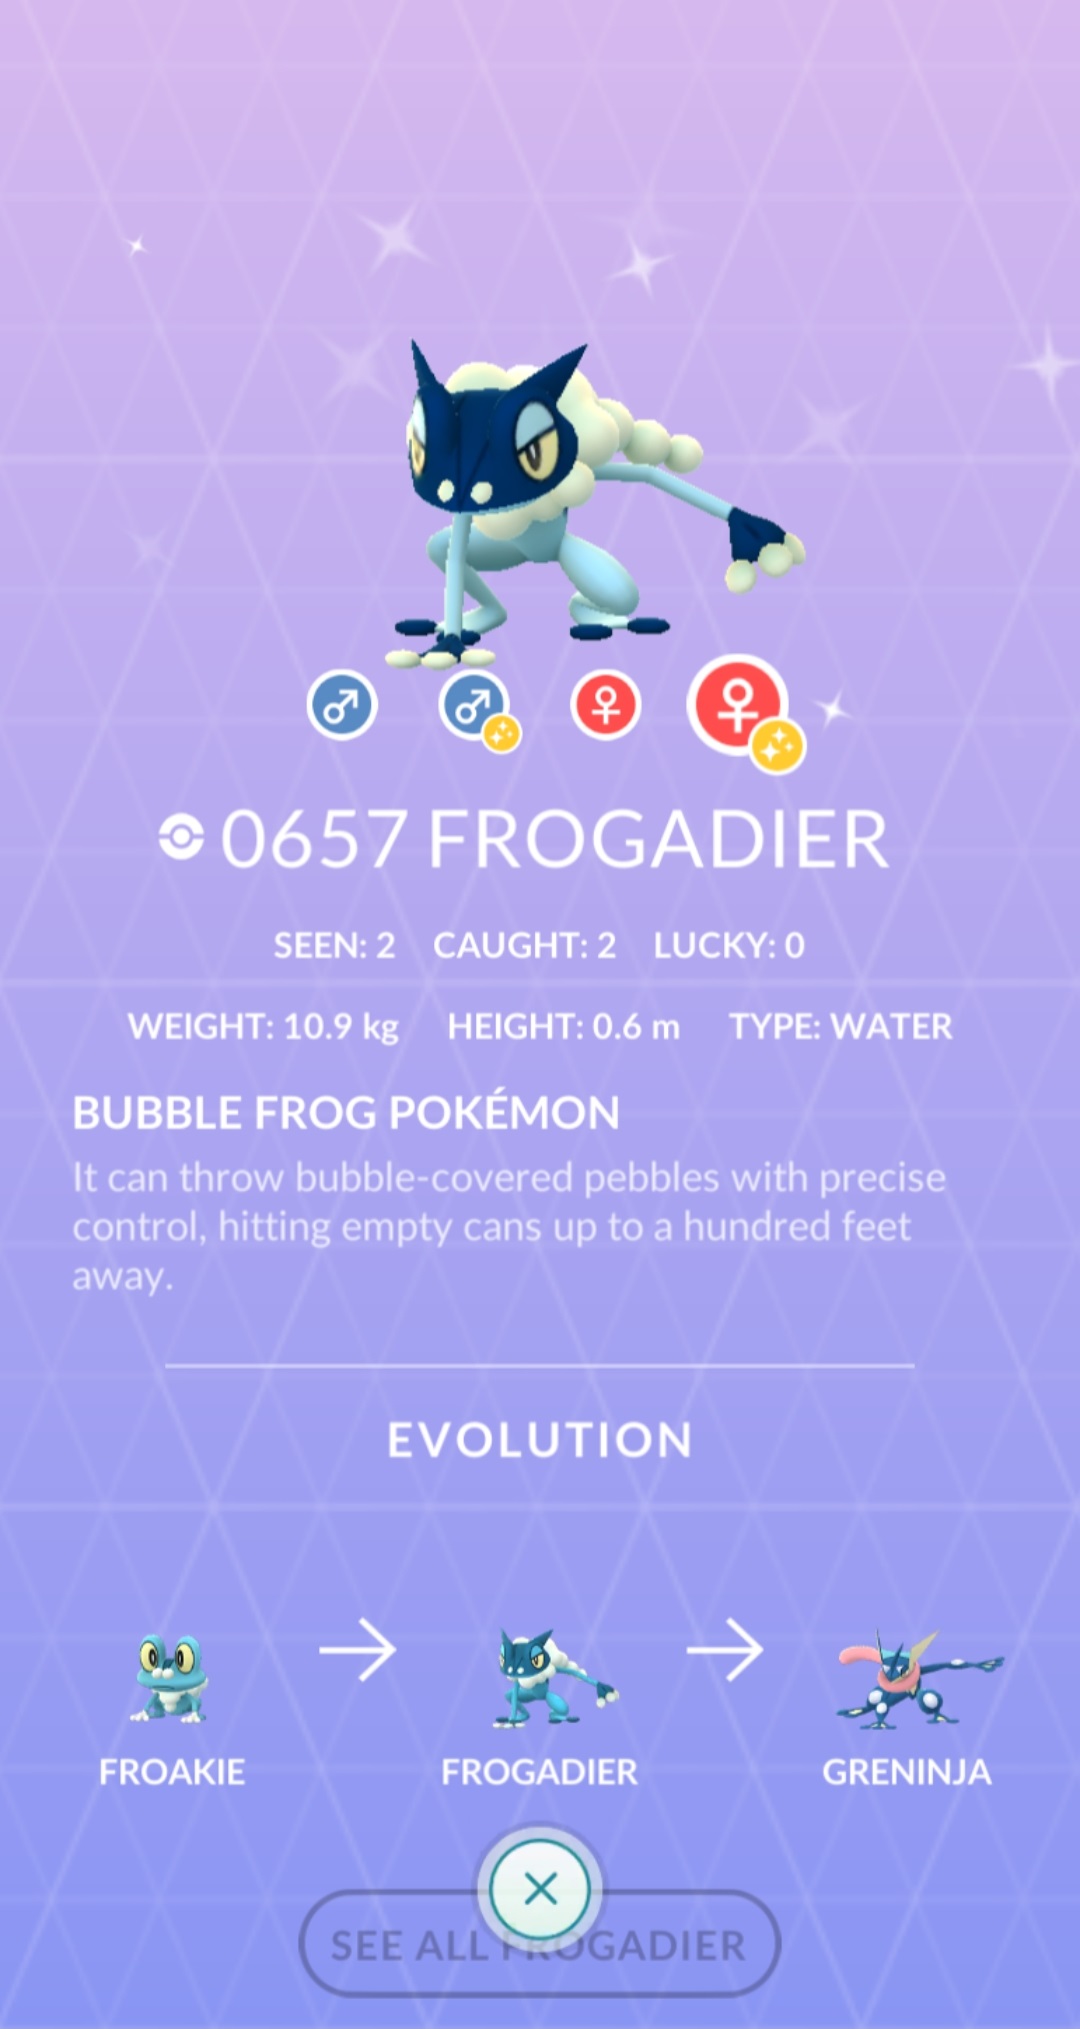 0657 FROGADIER
SEEN: 2 CAUGHT: 2 LUCKY: 0
WEIGHT: 10.9 kg HEIGHT: 0.6 m TYPE: WATER
BUBBLE FROG POKÉMON
It can throw bubble-covered pebbles with precise
control, hitting empty cans up to a hundred feet
away.
EVOLUTION
FROAKIE FROGADIER GRENINJA
SEE ALL FROGADIER